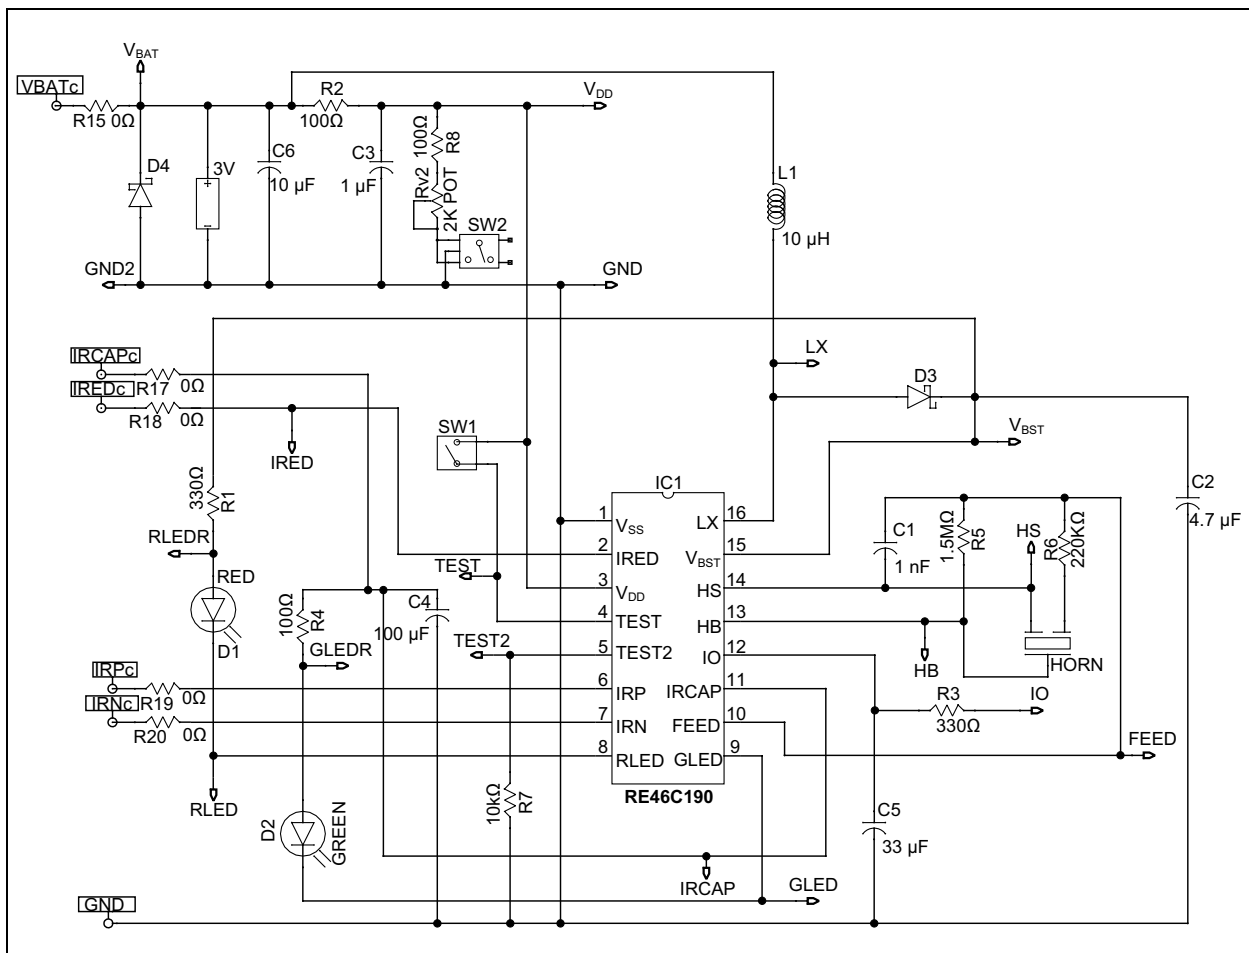 V_BAT
VBATc
R15 0Ω
R2
100Ω
V_DD
D4
3V
C6
10 µF
C3
1 µF
100Ω
R8
Rv2
2K POT
SW2
L1
10 µH
GND2
GND
IRCAPc
R17
0Ω
IREDc
R18
0Ω
IRED
LX
D3
V_BST
SW1
330Ω
R1
RLEDR
RED
D1
IC1
1
V_SS
2
IRED
3
V_DD
4
TEST
5
TEST2
6
IRP
7
IRN
8
RLED
LX
16
V_BST
15
HS
14
HB
13
IO
12
IRCAP
11
FEED
10
GLED
9
RE46C190
C2
4.7 µF
C1
1 nF
1.5MΩ
R5
HS
R6
220KΩ
HORN
HB
R3
330Ω
IO
FEED
TEST
TEST2
100Ω
R4
C4
100 µF
GLEDR
IRPc
R19
0Ω
IRNc
R20
0Ω
RLED
D2
GREEN
10kΩ
R7
C5
33 µF
IRCAP
GLED
GND